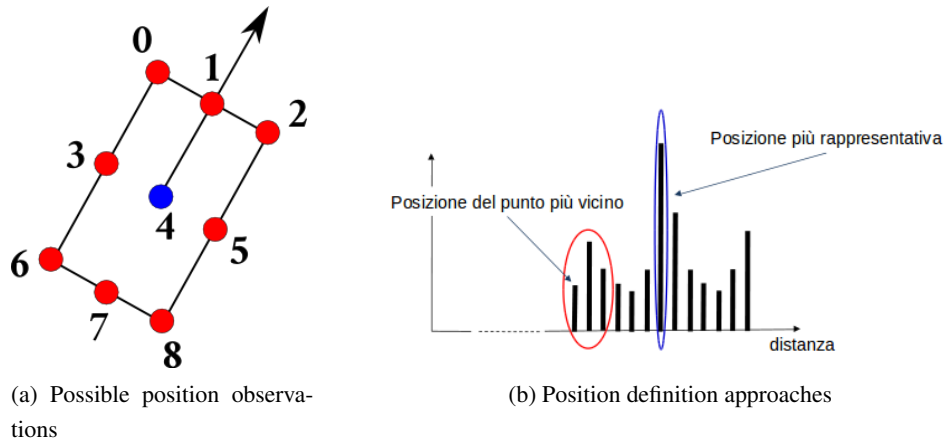 0
1
2
3
4
5
6
7
8
Posizione più rappresentativa
Posizione del punto più vicino
distanza
(a) Possible position observa-
tions
(b) Position definition approaches